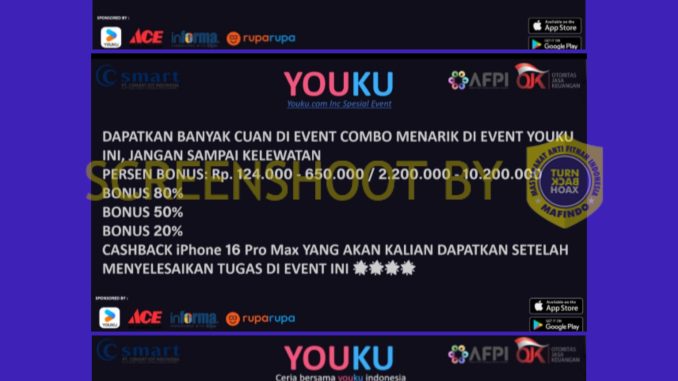 SPONSORED BY :
YOUKU ACE informa ruparupa
Available on the
App Store
GET IT ON
Google Play
smart
YOUKU
AFPI OJK OTORITAS JASA KEUANGAN
Youku.com Inc Spesial Event
DAPATKAN BANYAK CUAN DI EVENT COMBO MENARIK DI EVENT YOUKU
INI, JANGAN SAMPAI KELEWATAN
SCREENSHOOT BY
MASYARAKAT ANTI FITNAH INDONESIA
TURN
BACK
HOAX
MAFINDO
PERSEN BONUS: Rp. 124.000 - 650.000 / 2.200.000 - 10.200.000
BONUS 80%
BONUS 50%
BONUS 20%
CASHBACK iPhone 16 Pro Max YANG AKAN KALIAN DAPATKAN SETELAH
MENYELESAIKAN TUGAS DI EVENT INI
SPONSORED BY :
YOUKU ACE informa ruparupa
Available on the
App Store
GET IT ON
Google Play
smart
YOUKU
AFPI OJK OTORITAS JASA KEUANGAN
Ceria bersama youku indonesia